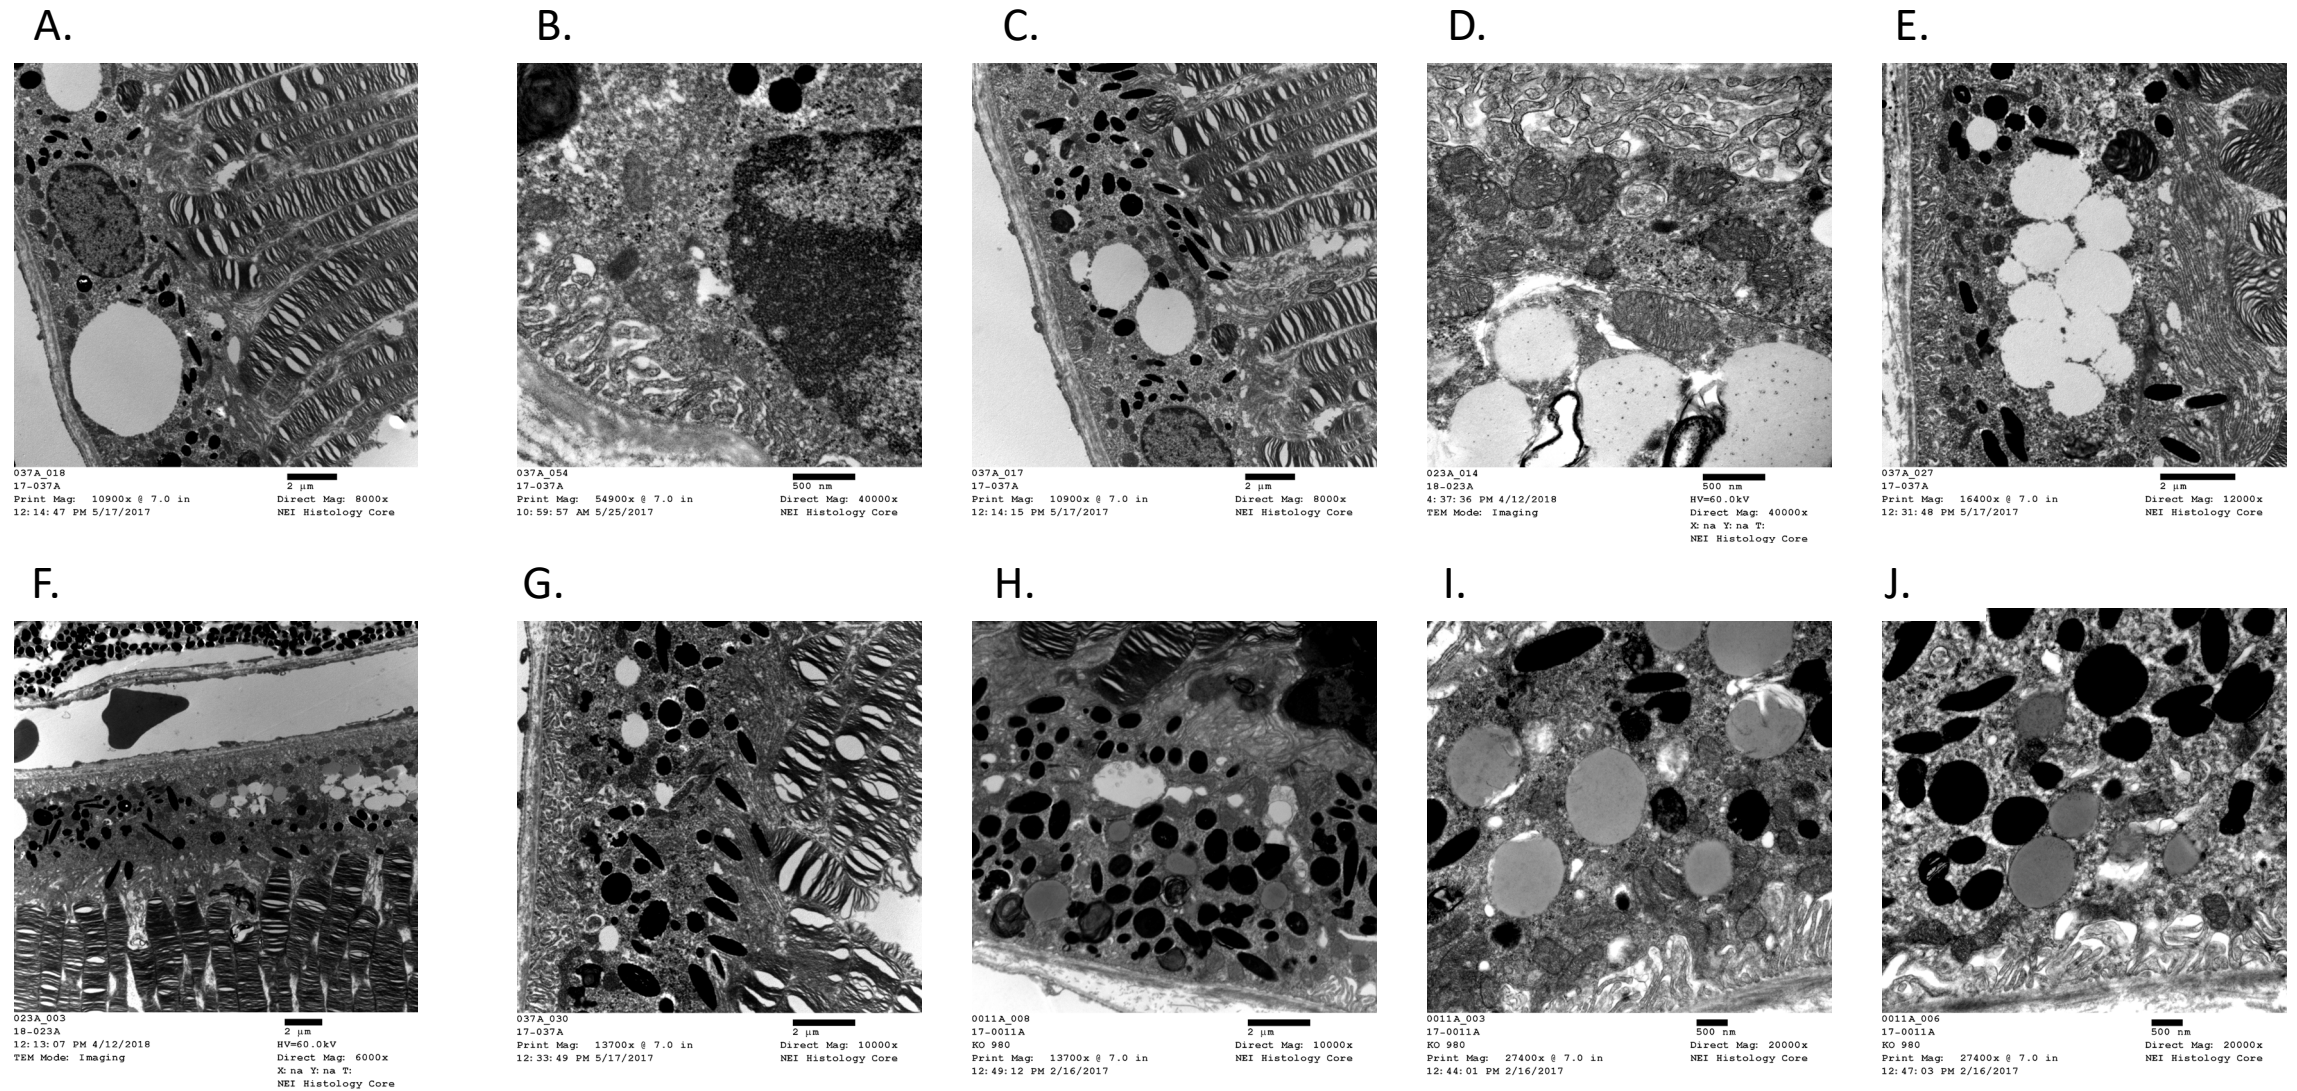 A.
B.
C.
D.
E.
037A_018
17-037A
Print Mag: 10900x @ 7.0 in
12:14:47 PM 5/17/2017
2 µm
Direct Mag: 8000x
NEI Histology Core
037A_054
17-037A
Print Mag: 54900x @ 7.0 in
10:59:57 AM 5/25/2017
500 nm
Direct Mag: 40000x
NEI Histology Core
037A_017
17-037A
Print Mag: 10900x @ 7.0 in
12:14:15 PM 5/17/2017
2 µm
Direct Mag: 8000x
NEI Histology Core
023A_014
18-023A
4:37:36 PM 4/12/2018
TEM Mode: Imaging
500 nm
HV=60.0kV
Direct Mag: 40000x
X: na Y: na T:
NEI Histology Core
037A_027
17-037A
Print Mag: 16400x @ 7.0 in
12:31:48 PM 5/17/2017
2 µm
Direct Mag: 12000x
NEI Histology Core
F.
G.
H.
I.
J.
023A_003
18-023A
12:13:07 PM 4/12/2018
TEM Mode: Imaging
2 µm
HV=60.0kV
Direct Mag: 6000x
X: na Y: na T:
NEI Histology Core
037A_030
17-037A
Print Mag: 13700x @ 7.0 in
12:33:49 PM 5/17/2017
2 µm
Direct Mag: 10000x
NEI Histology Core
0011A_008
17-0011A
KO 980
Print Mag: 13700x @ 7.0 in
12:49:12 PM 2/16/2017
2 µm
Direct Mag: 10000x
NEI Histology Core
0011A_003
17-0011A
KO 980
Print Mag: 27400x @ 7.0 in
12:44:01 PM 2/16/2017
500 nm
Direct Mag: 20000x
NEI Histology Core
0011A_006
17-0011A
KO 980
Print Mag: 27400x @ 7.0 in
12:47:03 PM 2/16/2017
500 nm
Direct Mag: 20000x
NEI Histology Core